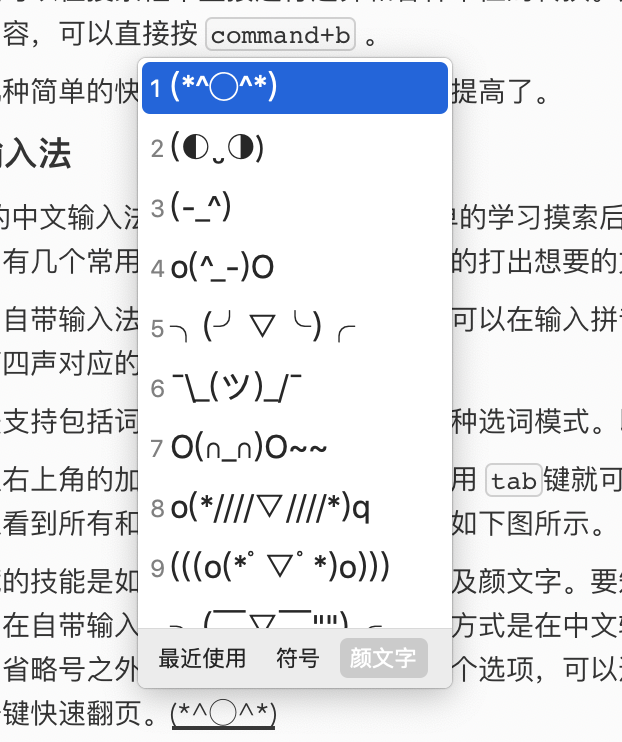 容，可以直接按 command+b 。
种简单的快 提高了。
入法
的中文输入法 的学习摸索后
有几个常用 的打出想要的
自带输入法 可以在输入拼
四声对应的
支持包括词 种选词模式。
右上角的加 用 tab键就可
看到所有和 如下图所示。
的技能是如 及颜文字。要
在自带输入 方式是在中文
省略号之外 个选项，可以
键快速翻页。(*^◯^*)
1 (*^◯^*)
2 (◐ˬ◑)
3 (-_^)
4 o(^_-)O
5 ╮(╯▽╰)╭
6 ¯\_(ツ)_/¯
7 O(∩_∩)O~~
8 o(*////▽////*)q
9 (((o(*ﾟ▽ﾟ*)o)))
最近使用 符号 颜文字